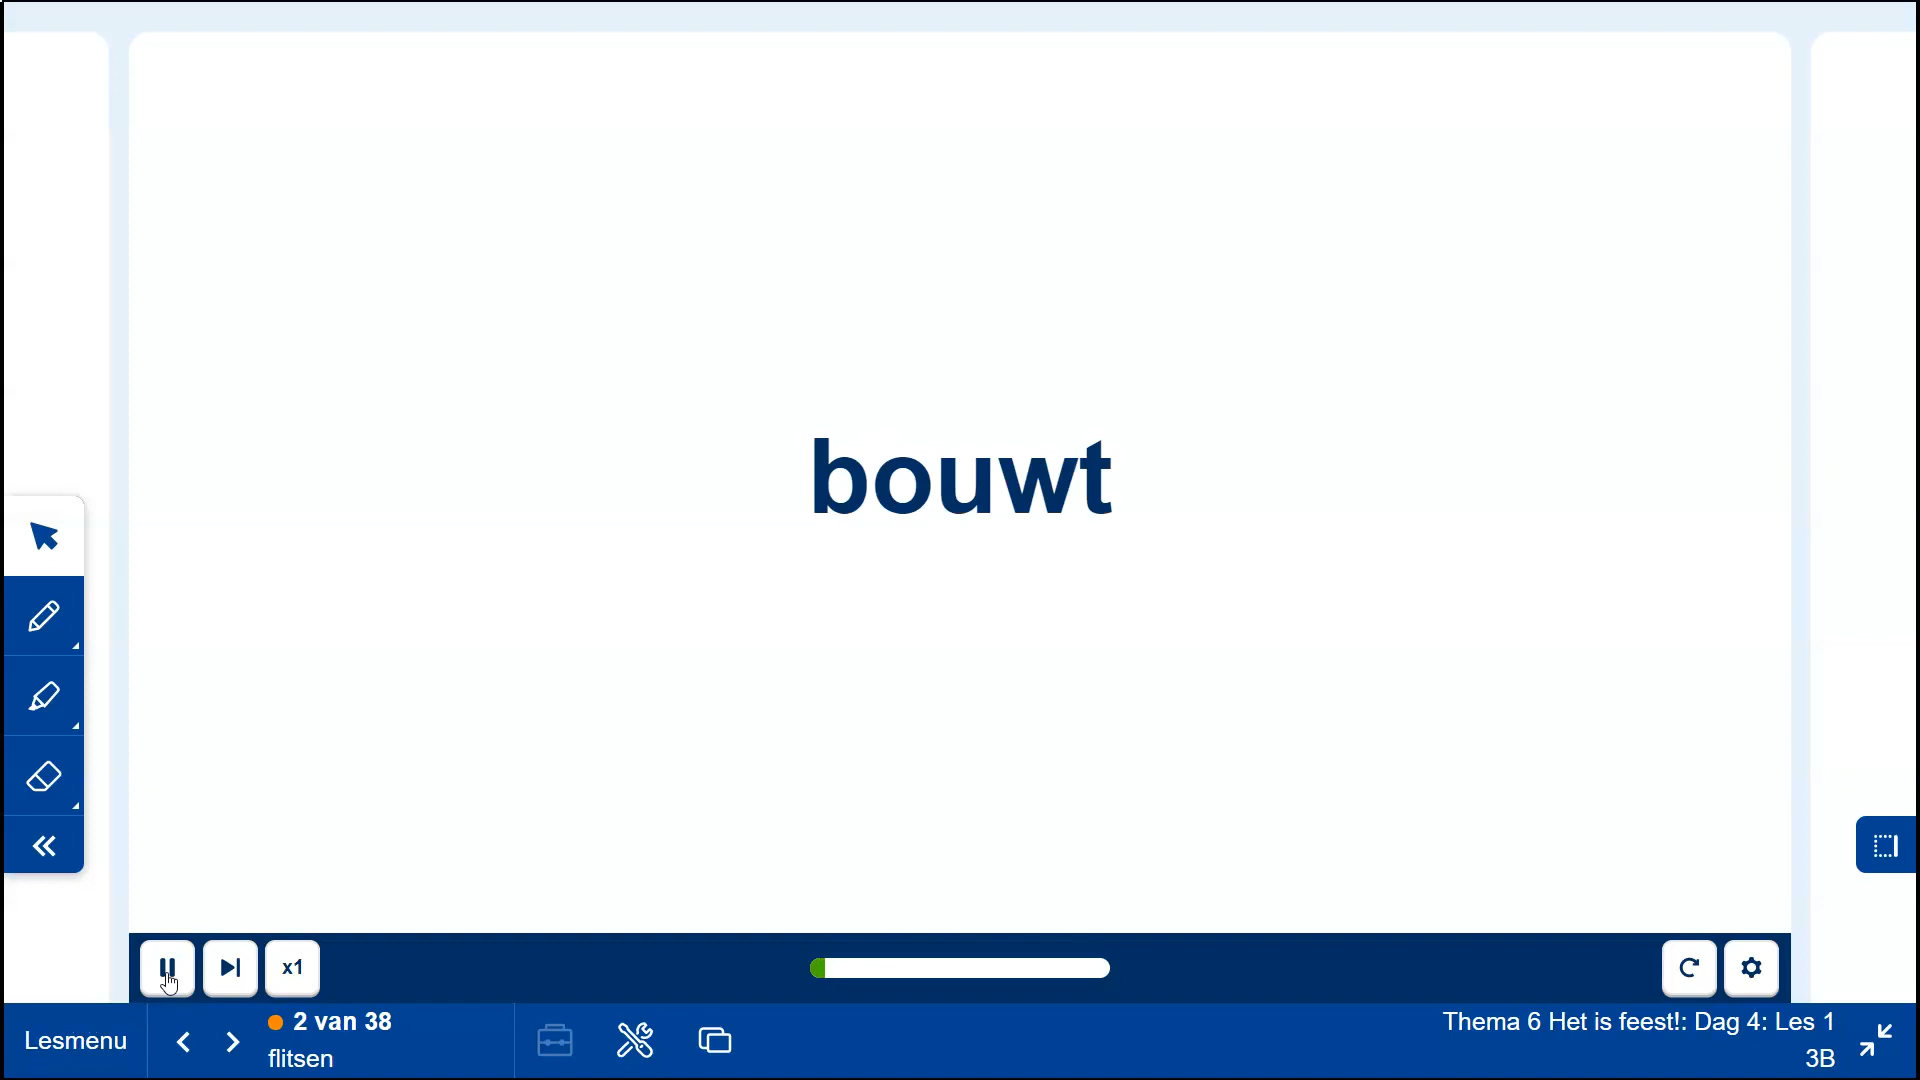 bouwt
x1
Lesmenu
2 van 38
flitsen
Thema 6 Het is feest!: Dag 4: Les 1
3B